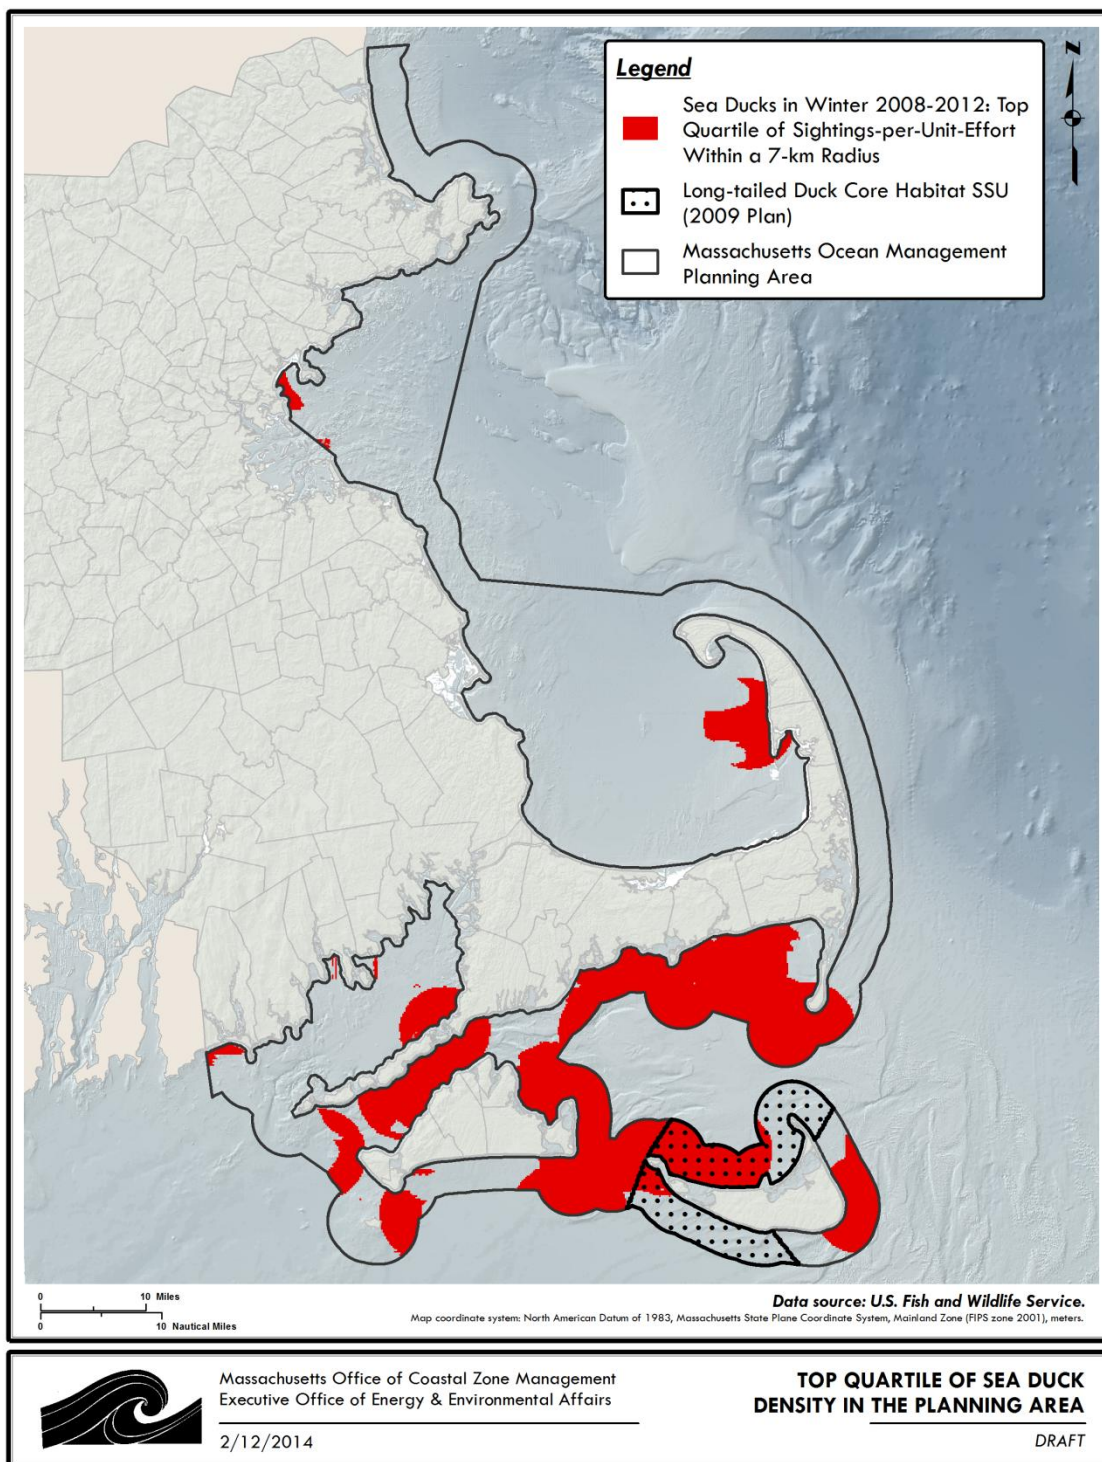 Legend
Sea Ducks in Winter 2008-2012: Top
Quartile of Sightings-per-Unit-Effort
Within a 7-km Radius
Long-tailed Duck Core Habitat SSU
(2009 Plan)
Massachusetts Ocean Management
Planning Area
N
0 10 Miles
0 10 Nautical Miles
Data source: U.S. Fish and Wildlife Service.
Map coordinate system: North American Datum of 1983, Massachusetts State Plane Coordinate System, Mainland Zone (FIPS zone 2001), meters.
Massachusetts Office of Coastal Zone Management
Executive Office of Energy & Environmental Affairs
2/12/2014
TOP QUARTILE OF SEA DUCK
DENSITY IN THE PLANNING AREA
DRAFT